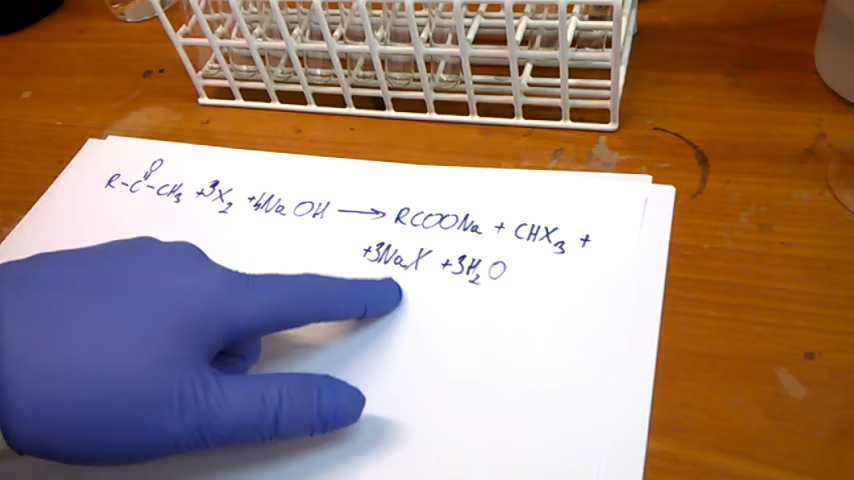 R-C-CH₃ +3X₂ +4NaOH ⟶ RCOONa + CHX₃ +
O
+3NaX +3H₂O